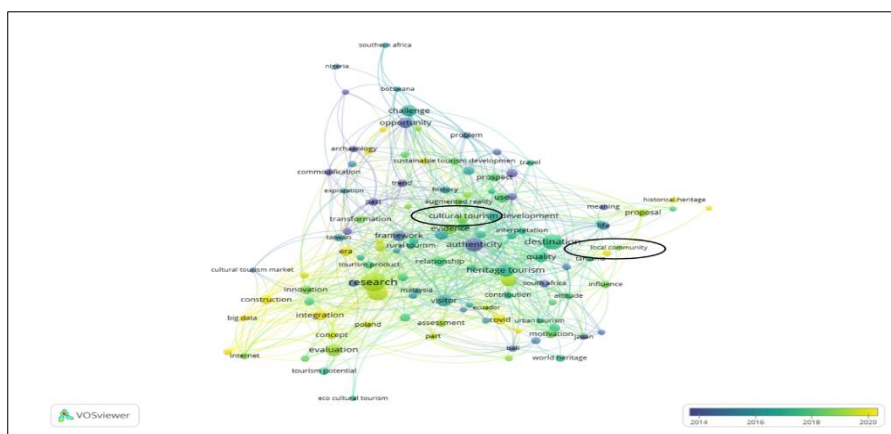 southern africa
nigeria
botswana
challenge
opportunity
problem
archaeology
sustainable tourism developmen
travel
commodification
trend
prospect
exploration
history
use
past
augmented reality
meaning
historical heritage
transformation
cultural tourism development
proposal
evidence
life
taiwan
framework
interpretation
rural tourism
authenticity
destination
local community
era
quality
tanzania
tourism product
relationship
cultural tourism market
heritage tourism
research
south africa
innovation
malaysia
contribution
attitude
influence
construction
visitor
ecuador
big data
integration
poland
assessment
covid
urban tourism
concept
part
motivation
japan
internet
evaluation
bali
world heritage
tourism potential
eco cultural tourism
VOSviewer
2014 2016 2018 2020